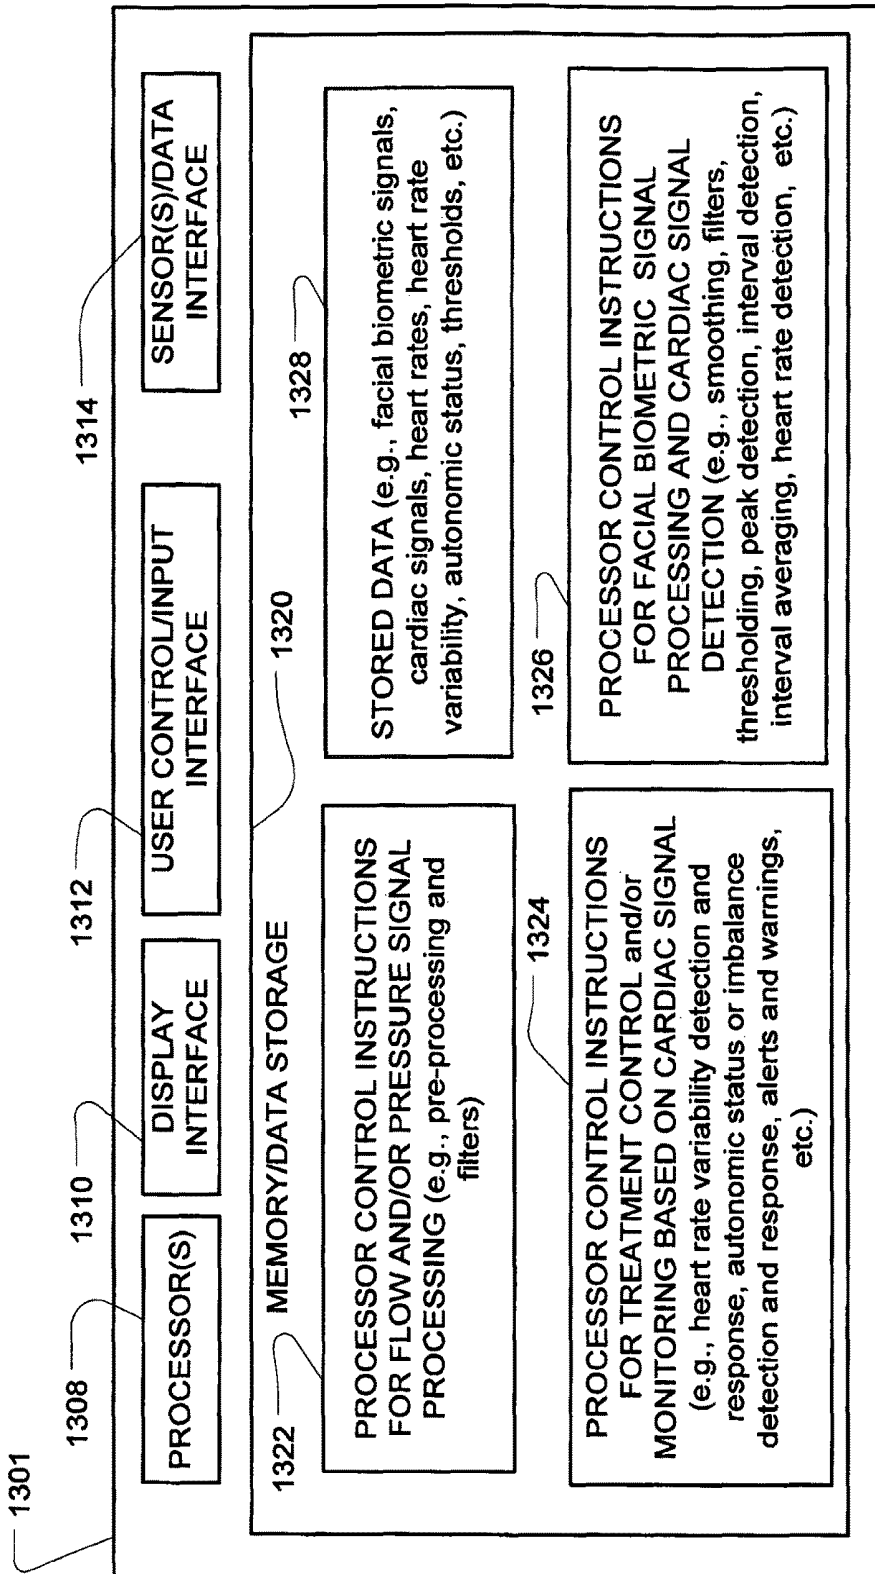 1301
1308
PROCESSOR(S)
1310
DISPLAY
INTERFACE
1312
USER CONTROL/INPUT
INTERFACE
1314
SENSOR(S)/DATA
INTERFACE
1320
MEMORY/DATA STORAGE
1322
PROCESSOR CONTROL INSTRUCTIONS
FOR FLOW AND/OR PRESSURE SIGNAL
PROCESSING (e.g., pre-processing and
filters)
1328
STORED DATA (e.g., facial biometric signals,
cardiac signals, heart rates, heart rate
variability, autonomic status, thresholds, etc.)
1324
PROCESSOR CONTROL INSTRUCTIONS
FOR TREATMENT CONTROL and/or
MONITORING BASED ON CARDIAC SIGNAL
(e.g., heart rate variability detection and
response, autonomic status or imbalance
detection and response, alerts and warnings,
etc.)
1326
PROCESSOR CONTROL INSTRUCTIONS
FOR FACIAL BIOMETRIC SIGNAL
PROCESSING AND CARDIAC SIGNAL
DETECTION (e.g., smoothing, filters,
thresholding, peak detection, interval detection,
interval averaging, heart rate detection, etc.)